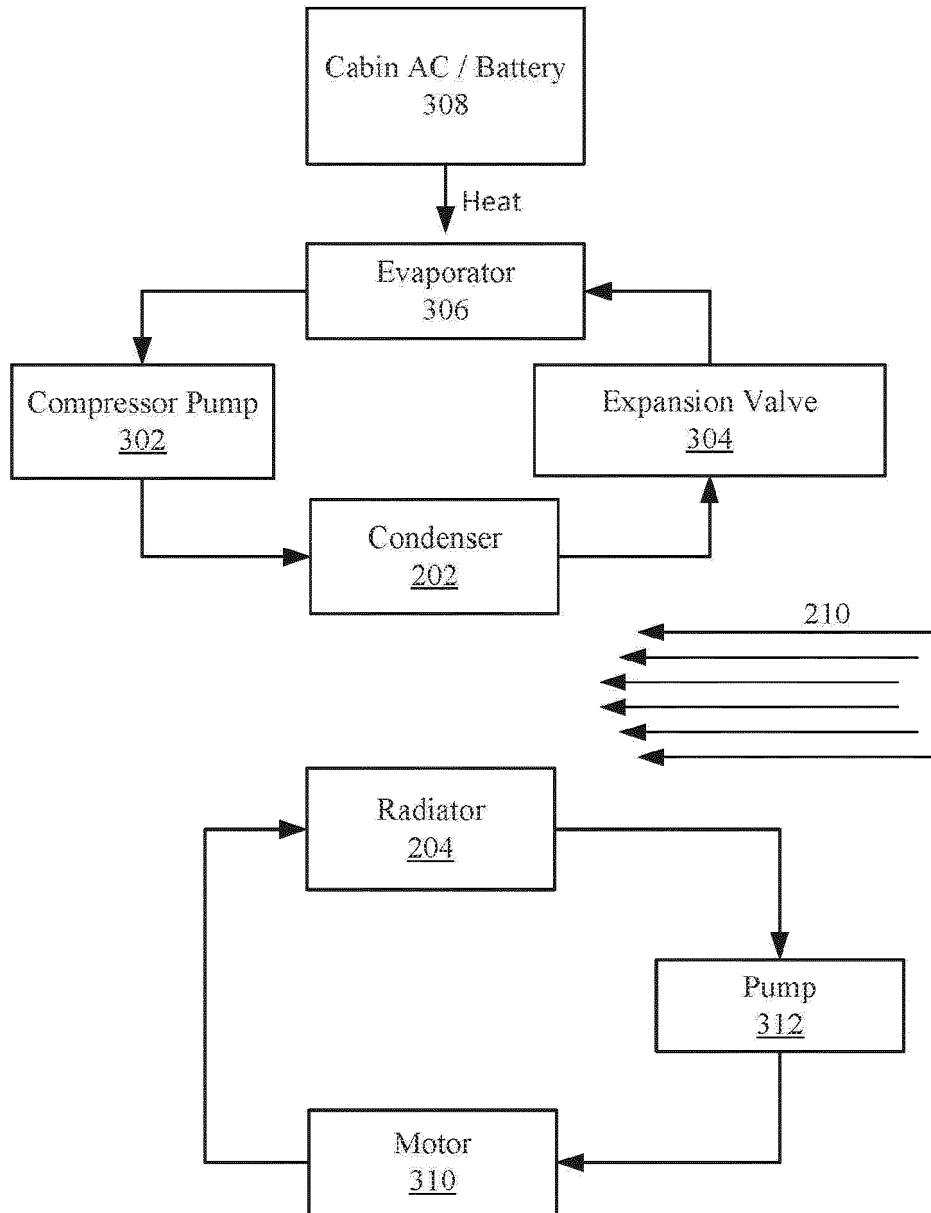 Cabin AC / Battery
308
Heat
Evaporator
306
Compressor Pump
302
Expansion Valve
304
Condenser
202
210
Radiator
204
Pump
312
Motor
310